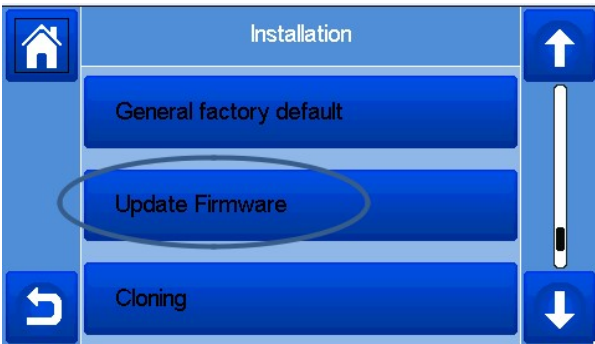 Installation
General factory default
Update Firmware
Cloning